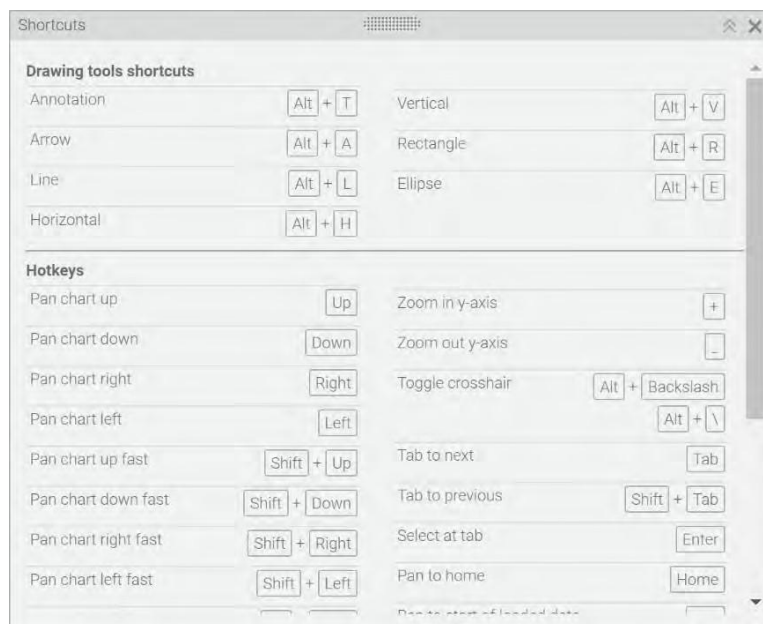 Shortcuts
Drawing tools shortcuts
Annotation Alt + T
Arrow Alt + A
Line Alt + L
Horizontal Alt + H
Vertical Alt + V
Rectangle Alt + R
Ellipse Alt + E
Hotkeys
Pan chart up Up
Pan chart down Down
Pan chart right Right
Pan chart left Left
Pan chart up fast Shift + Up
Pan chart down fast Shift + Down
Pan chart right fast Shift + Right
Pan chart left fast Shift + Left
Zoom in y-axis +
Zoom out y-axis _
Toggle crosshair Alt + Backslash
Alt + \
Tab to next Tab
Tab to previous Shift + Tab
Select at tab Enter
Pan to home Home